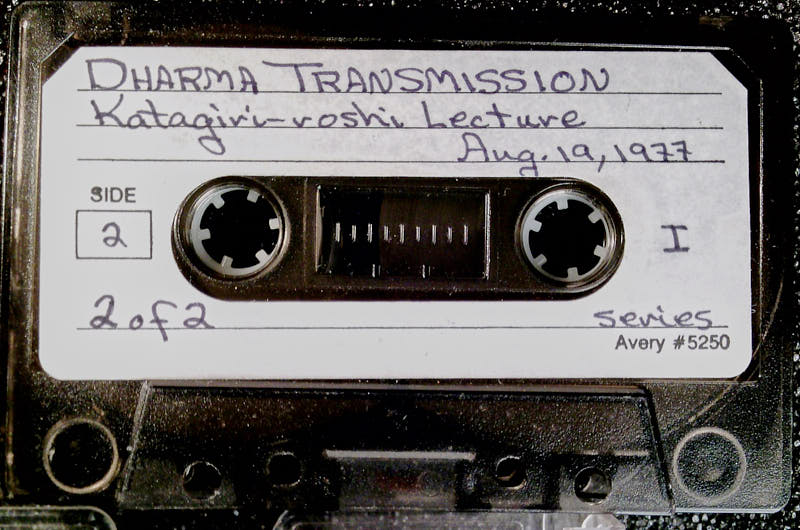 DHARMA TRANSMISSION
Katagiri-roshi Lecture
Aug. 19, 1977
SIDE
2
I
2 of 2
series
Avery #5250